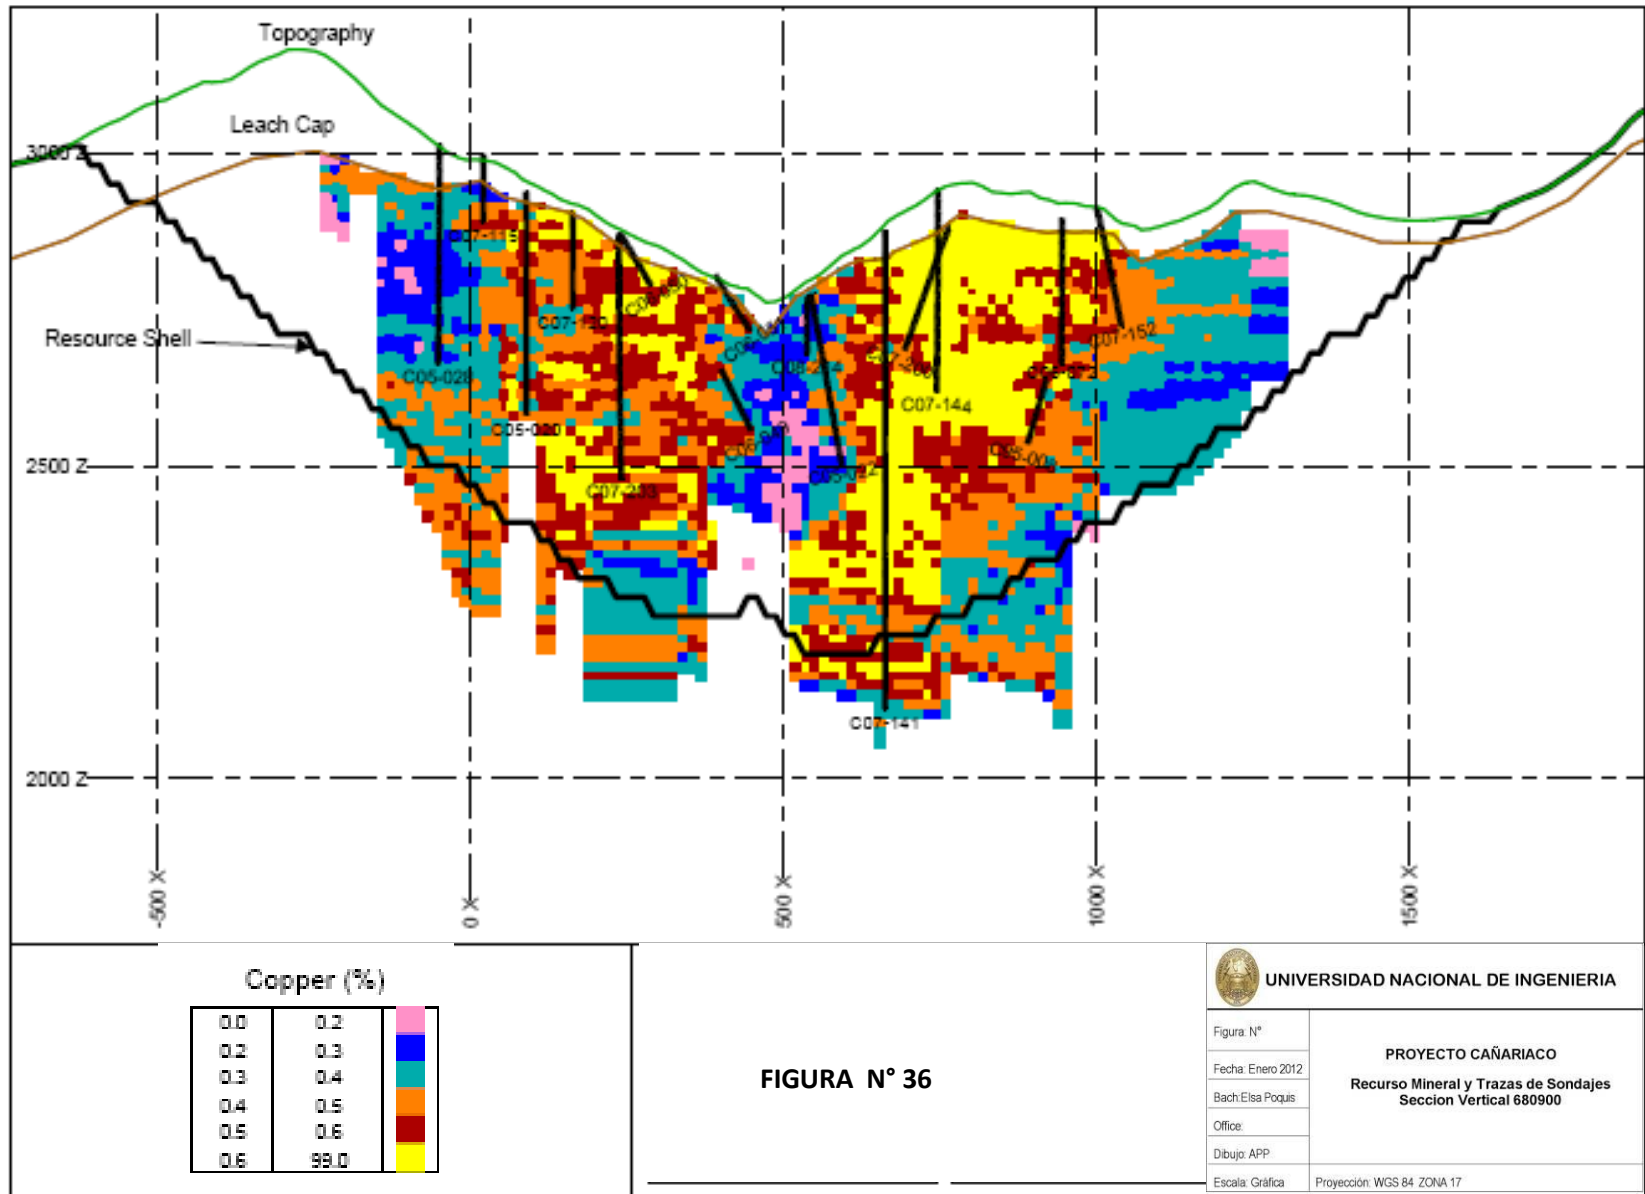 Topography
Leach Cap
3000 Z
C07-115
C07-120
C07-152
Resource Shell
C05-028
C07-144
C05-020
C07-233
2500 Z
C07-141
2000 Z
-500 X
0 X
500 X
1000 X
1500 X
Copper (%)
0.0 0.2
0.2 0.3
0.3 0.4
0.4 0.5
0.5 0.6
0.6 99.0
FIGURA N° 36
UNIVERSIDAD NACIONAL DE INGENIERIA
Figura: N°
Fecha: Enero 2012
Bach:Elsa Poquis
Office:
Dibujo: APP
Escala: Gráfica
PROYECTO CAÑARIACO
Recurso Mineral y Trazas de Sondajes
Seccion Vertical 680900
Proyección: WGS 84 ZONA 17